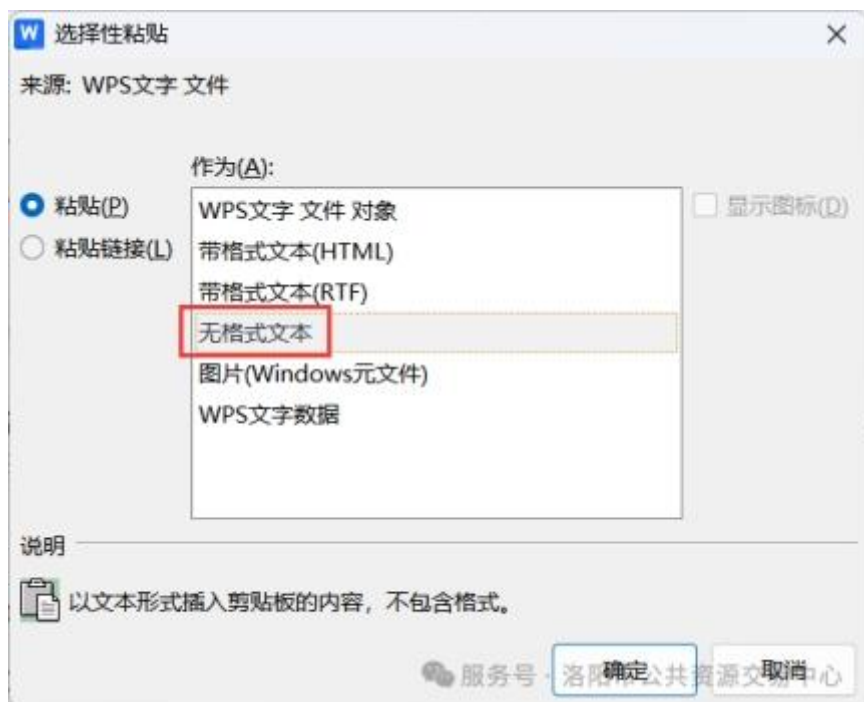 W 选择性粘贴
来源: WPS文字 文件
作为(A):
粘贴(P)
粘贴链接(L)
WPS文字 文件 对象
带格式文本(HTML)
带格式文本(RTF)
无格式文本
图片(Windows元文件)
WPS文字数据
显示图标(D)
说明
以文本形式插入剪贴板的内容，不包含格式。
确定
取消
服务号 · 洛阳市公共资源交易中心